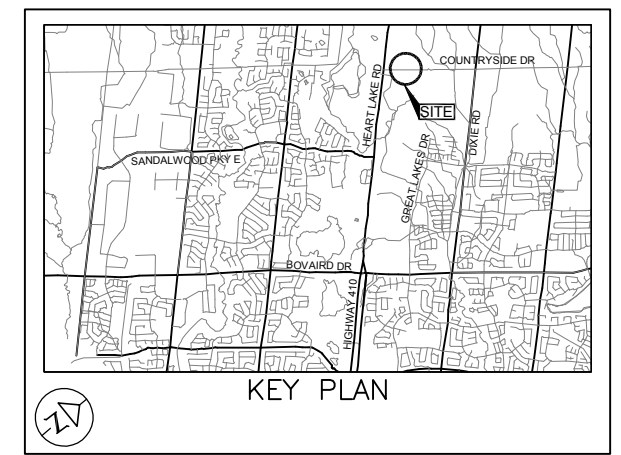 COUNTRYSIDE DR
HEART LAKE RD
SITE
DIXIE RD
GREAT LAKES DR
SANDALWOOD PKY E
BOVAIRD DR
HIGHWAY 410
KEY PLAN
N